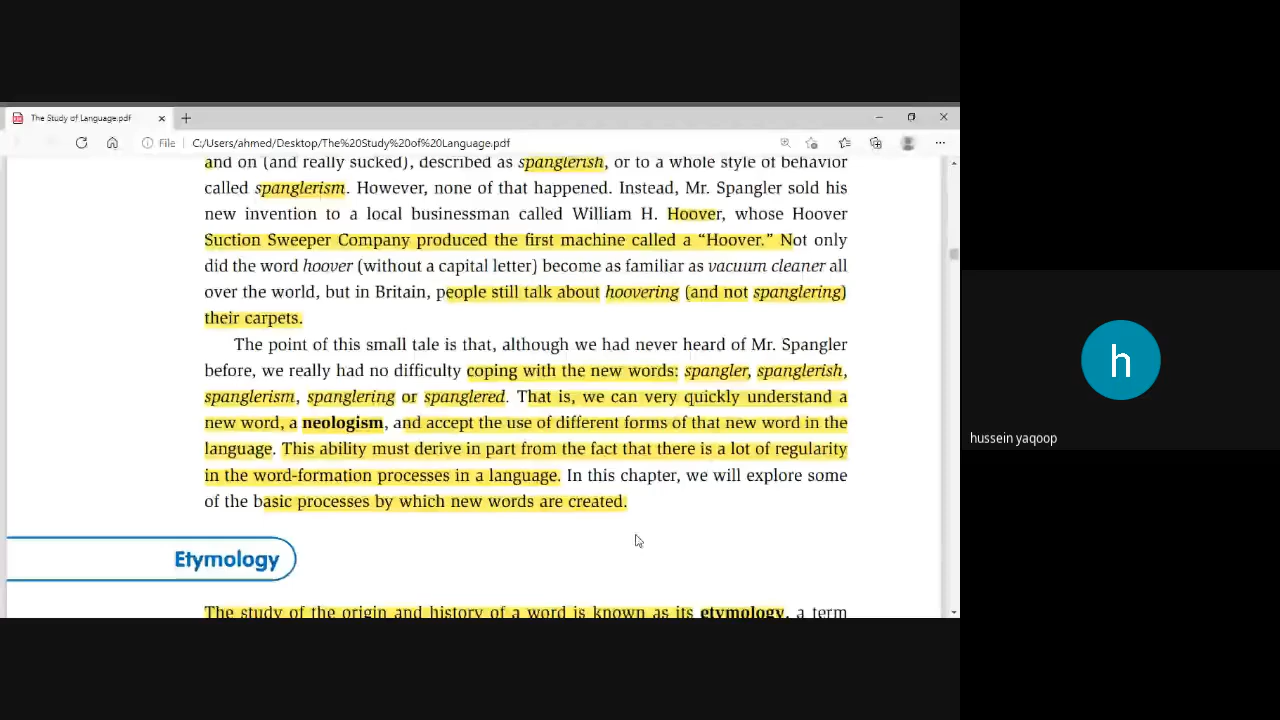 The Study of Language.pdf
File
C:/Users/ahmed/Desktop/The%20Study%20of%20Language.pdf
and on (and really sucked), described as spanglerish, or to a whole style of behavior
called spanglerism. However, none of that happened. Instead, Mr. Spangler sold his
new invention to a local businessman called William H. Hoover, whose Hoover
Suction Sweeper Company produced the first machine called a “Hoover.” Not only
did the word hoover (without a capital letter) become as familiar as vacuum cleaner all
over the world, but in Britain, people still talk about hoovering (and not spanglering)
their carpets.
The point of this small tale is that, although we had never heard of Mr. Spangler
before, we really had no difficulty coping with the new words: spangler, spanglerish,
spanglerism, spanglering or spanglered. That is, we can very quickly understand a
new word, a neologism, and accept the use of different forms of that new word in the
language. This ability must derive in part from the fact that there is a lot of regularity
in the word-formation processes in a language. In this chapter, we will explore some
of the basic processes by which new words are created.
Etymology
The study of the origin and history of a word is known as its etymology, a term
h
hussein yaqoop